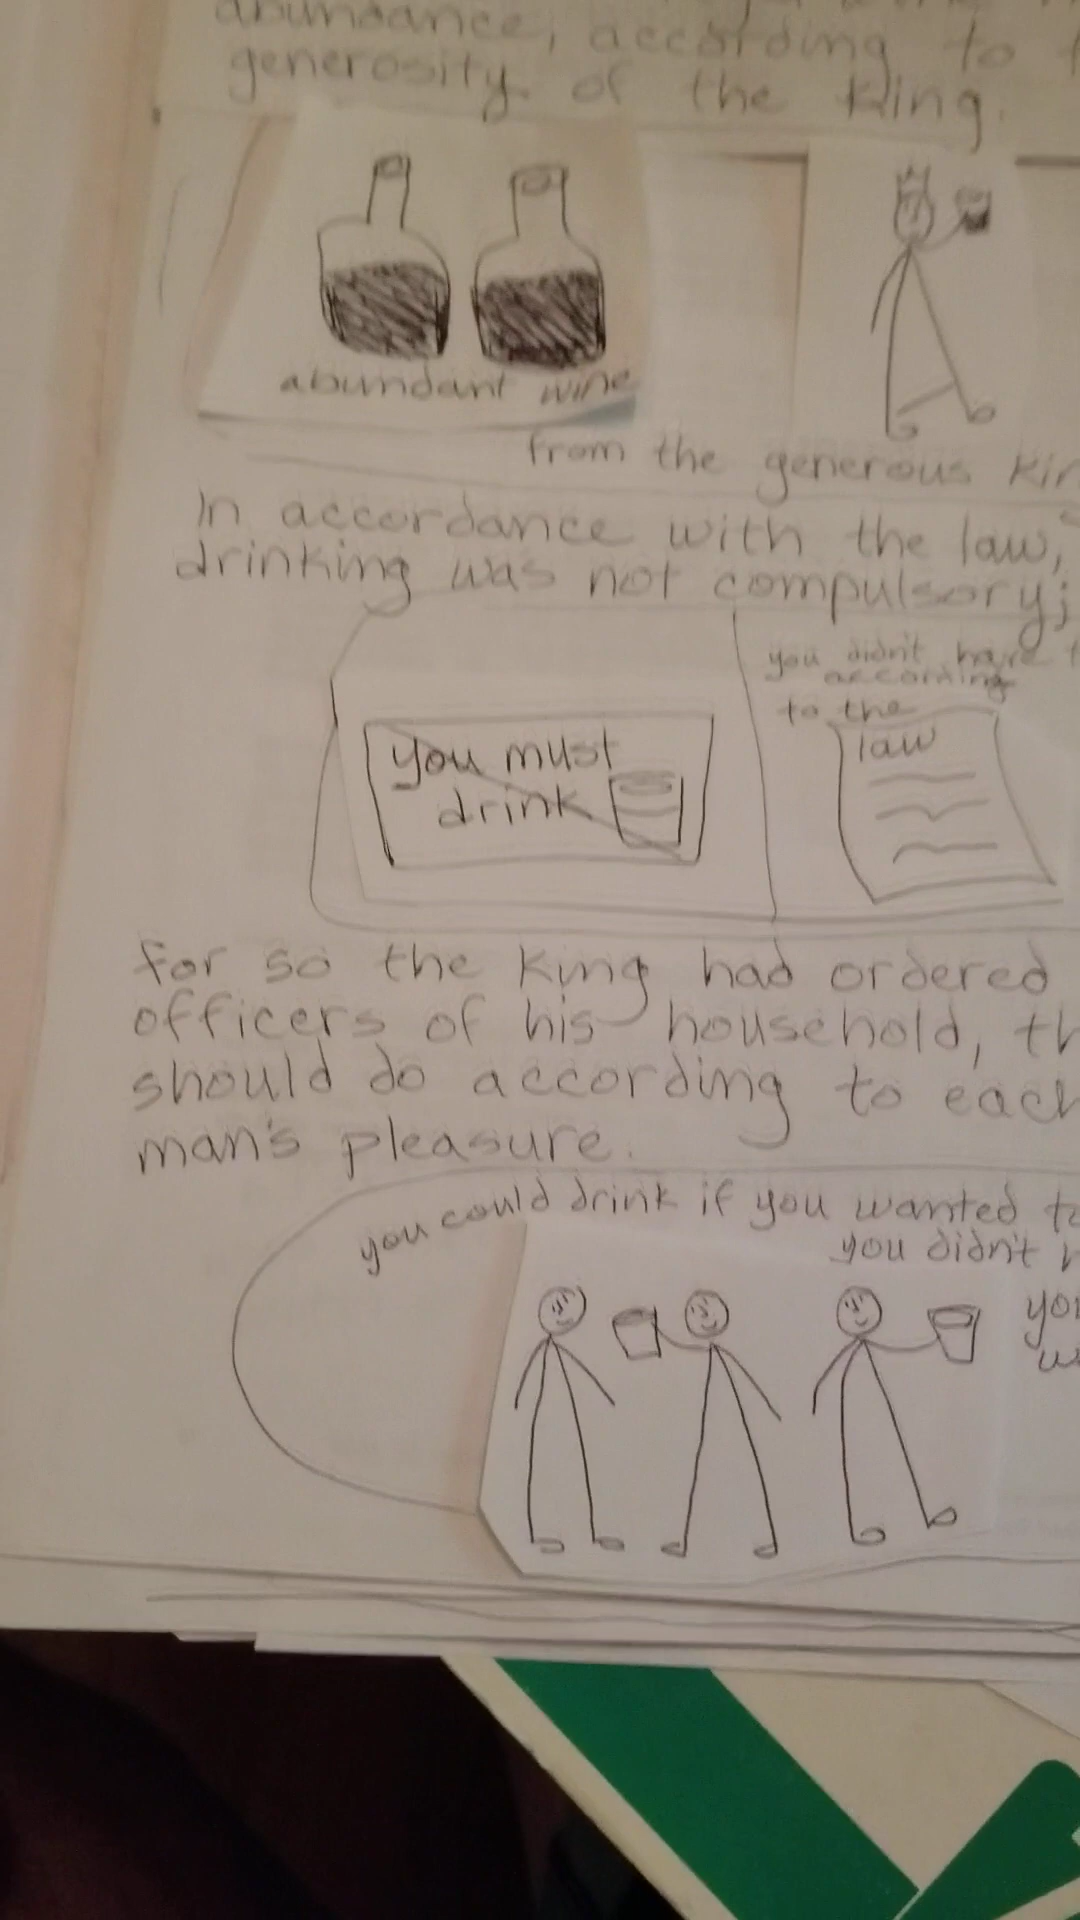 abundance, according to
generosity of the King.
abundant wine
from the generous
In accordance with the law,
drinking was not compulsory;
you must
drink
you didn't have
according
to the
law
for so the King had ordered
officers of his household,
should do according to each
man's pleasure.
you could drink if you wanted
you didn't